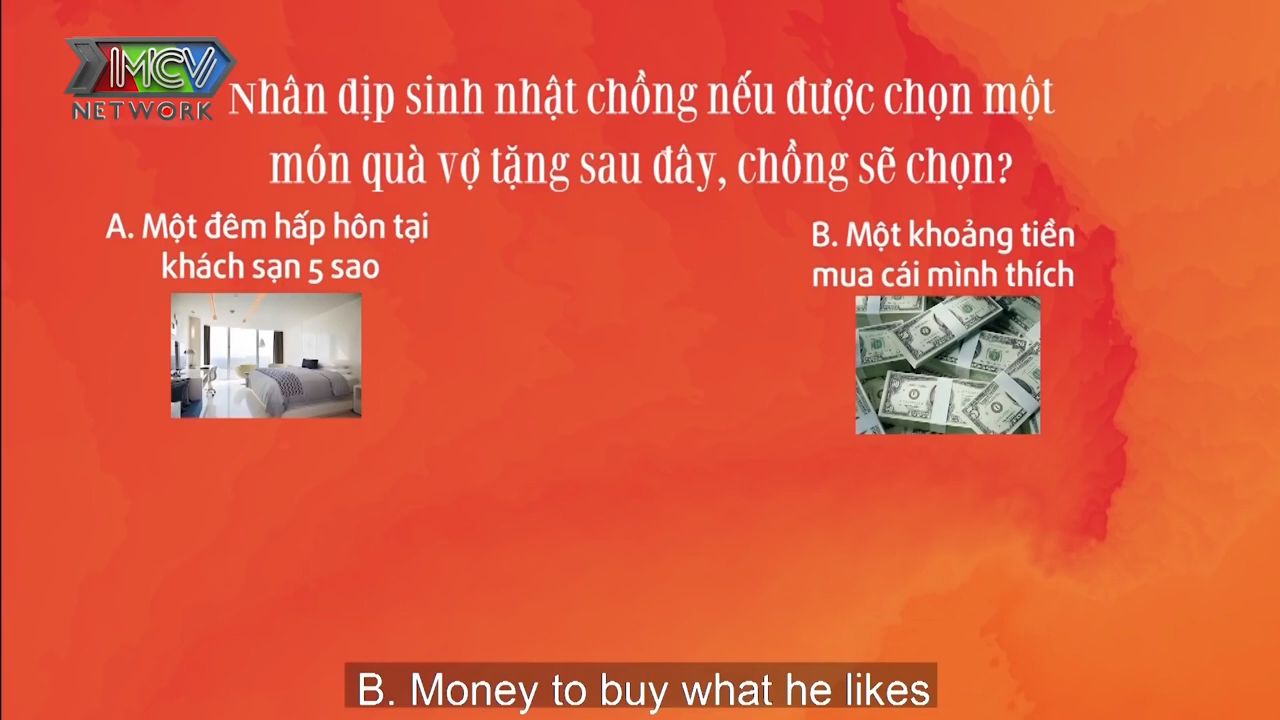 MCV
NETWORK
Nhân dịp sinh nhật chồng nếu được chọn một
món quà vợ tặng sau đây, chồng sẽ chọn?
A. Một đêm hấp hôn tại
khách sạn 5 sao
B. Một khoảng tiền
mua cái mình thích
B. Money to buy what he likes